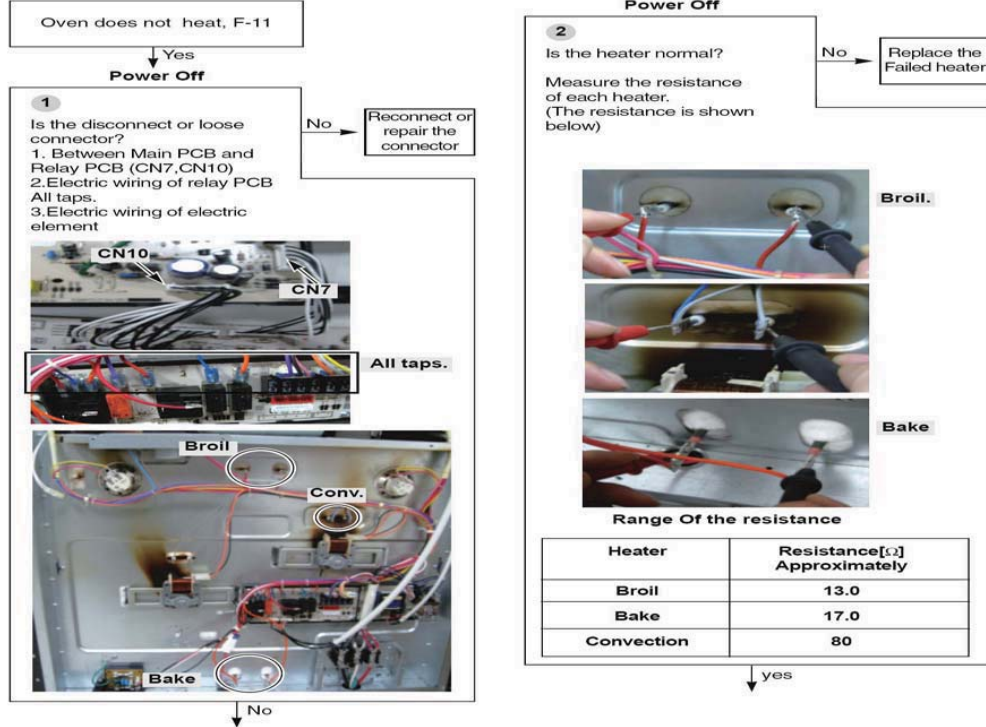 Oven does not heat, F-11
Yes
Power Off
1
Is the disconnect or loose
connector?
1. Between Main PCB and
Relay PCB (CN7,CN10)
2.Electric wiring of relay PCB
All taps.
3.Electric wiring of electric
element
No
Reconnect or
repair the
connector
CN10
CN7
All taps.
Broil
Conv.
Bake
No
Power Off
2
Is the heater normal?
Measure the resistance
of each heater.
(The resistance is shown
below)
No
Replace the
Failed heater
Broil.
Bake
Range Of the resistance
Heater
Resistance[Ω]
Approximately
Broil
13.0
Bake
17.0
Convection
80
yes